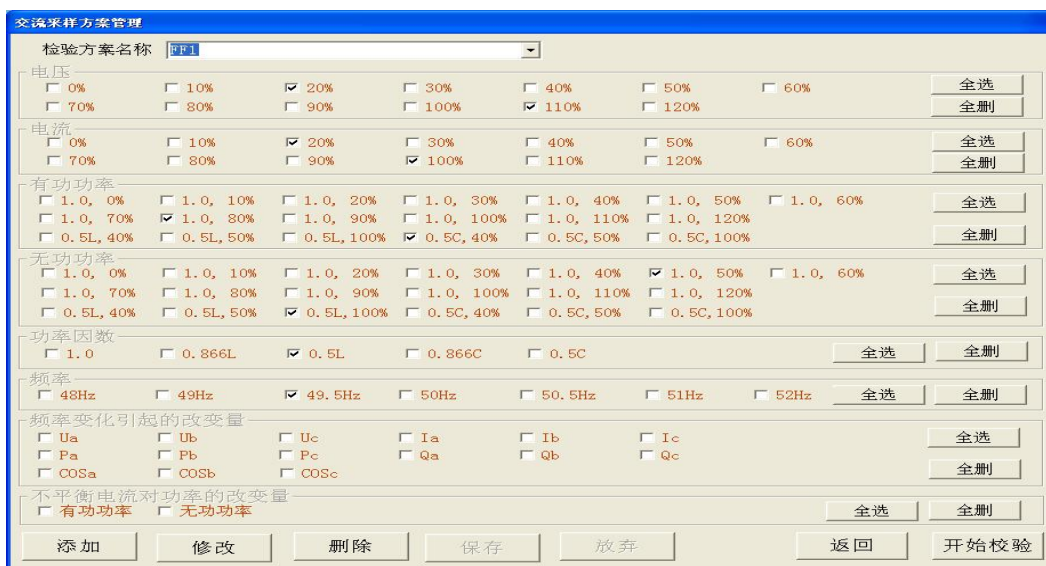 交流采样方案管理
检验方案名称 FF1
电压
0% 10% 20% 30% 40% 50% 60% 全选
70% 80% 90% 100% 110% 120% 全删
电流
0% 10% 20% 30% 40% 50% 60% 全选
70% 80% 90% 100% 110% 120% 全删
有功功率
1.0, 0% 1.0, 10% 1.0, 20% 1.0, 30% 1.0, 40% 1.0, 50% 1.0, 60% 全选
1.0, 70% 1.0, 80% 1.0, 90% 1.0, 100% 1.0, 110% 1.0, 120%
0.5L,40% 0.5L,50% 0.5L,100% 0.5C,40% 0.5C,50% 0.5C,100% 全删
无功功率
1.0, 0% 1.0, 10% 1.0, 20% 1.0, 30% 1.0, 40% 1.0, 50% 1.0, 60% 全选
1.0, 70% 1.0, 80% 1.0, 90% 1.0, 100% 1.0, 110% 1.0, 120%
0.5L,40% 0.5L,50% 0.5L,100% 0.5C,40% 0.5C,50% 0.5C,100% 全删
功率因数
1.0 0.866L 0.5L 0.866C 0.5C 全选 全删
频率
48Hz 49Hz 49.5Hz 50Hz 50.5Hz 51Hz 52Hz 全选 全删
频率变化引起的改变量
Ua Ub Uc Ia Ib Ic 全选
Pa Pb Pc Qa Qb Qc
COSa COSb COSc 全删
不平衡电流对功率的改变量
有功功率 无功功率 全选 全删
添加 修改 删除 保存 放弃 返回 开始校验